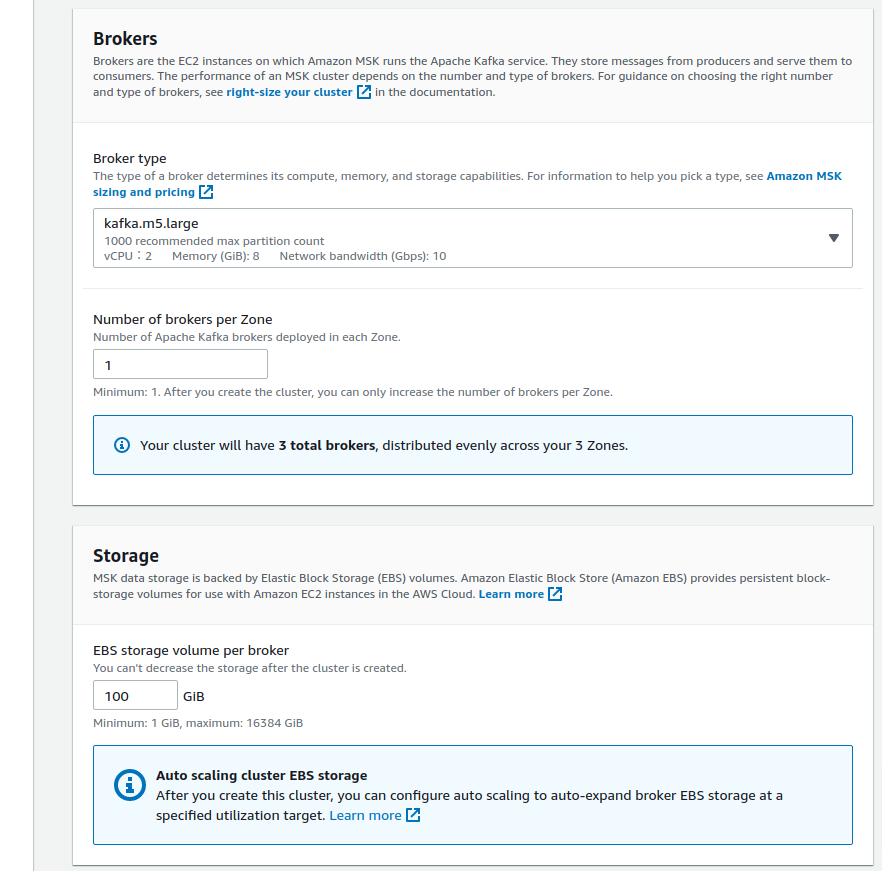 Brokers
Brokers are the EC2 instances on which Amazon MSK runs the Apache Kafka service. They store messages from producers and serve them to
consumers. The performance of an MSK cluster depends on the number and type of brokers. For guidance on choosing the right number
and type of brokers, see right-size your cluster in the documentation.
Broker type
The type of a broker determines its compute, memory, and storage capabilities. For information to help you pick a type, see Amazon MSK
sizing and pricing
kafka.m5.large
1000 recommended max partition count
vCPU : 2 Memory (GiB): 8 Network bandwidth (Gbps): 10
Number of brokers per Zone
Number of Apache Kafka brokers deployed in each Zone.
1
Minimum: 1. After you create the cluster, you can only increase the number of brokers per Zone.
Your cluster will have 3 total brokers, distributed evenly across your 3 Zones.
Storage
MSK data storage is backed by Elastic Block Storage (EBS) volumes. Amazon Elastic Block Store (Amazon EBS) provides persistent block-
storage volumes for use with Amazon EC2 instances in the AWS Cloud. Learn more
EBS storage volume per broker
You can't decrease the storage after the cluster is created.
100 GiB
Minimum: 1 GiB, maximum: 16384 GiB
Auto scaling cluster EBS storage
After you create this cluster, you can configure auto scaling to auto-expand broker EBS storage at a
specified utilization target. Learn more